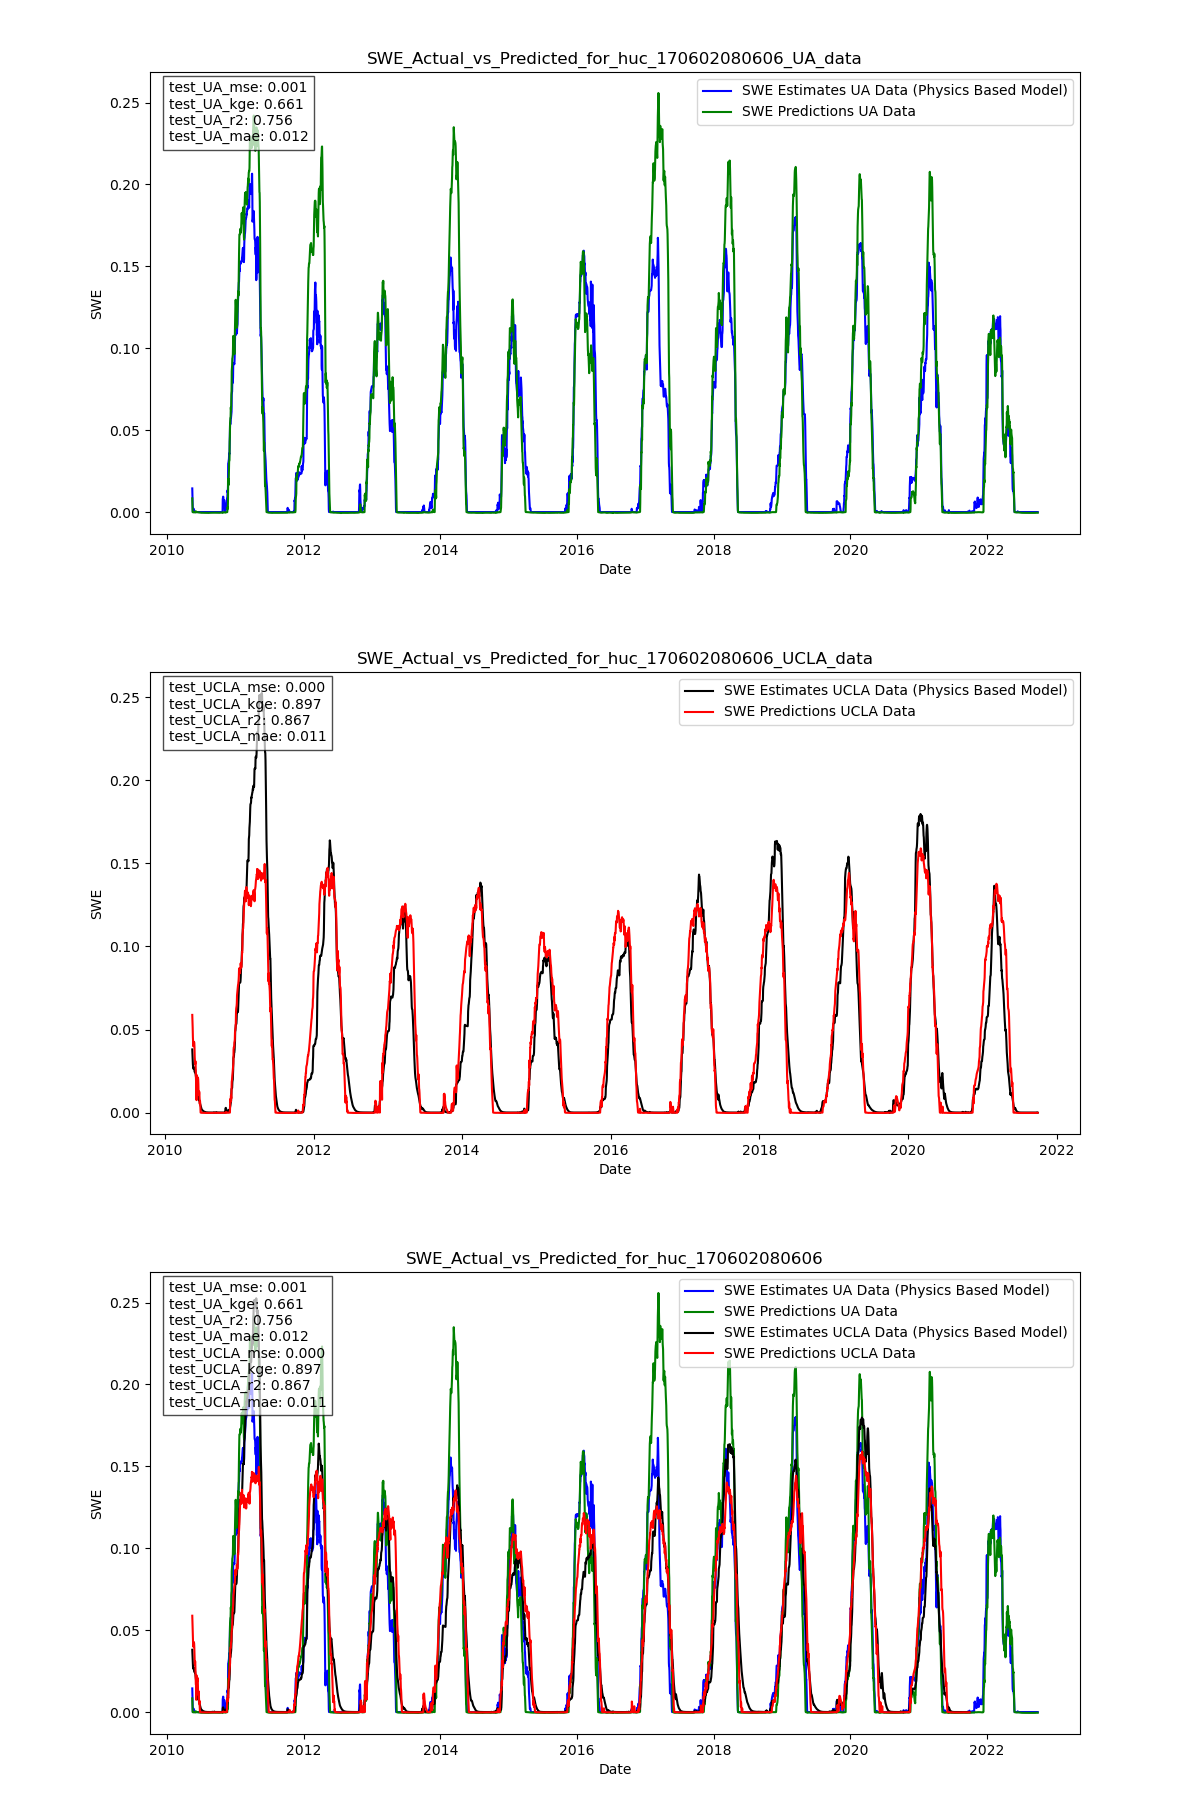 SWE_Actual_vs_Predicted_for_huc_170602080606_UA_data
test_UA_mse: 0.001
test_UA_kge: 0.661
test_UA_r2: 0.756
test_UA_mae: 0.012
SWE Estimates UA Data (Physics Based Model)
SWE Predictions UA Data
0.25
0.20
0.15
0.10
0.05
0.00
SWE
2010 2012 2014 2016 2018 2020 2022
Date
SWE_Actual_vs_Predicted_for_huc_170602080606_UCLA_data
test_UCLA_mse: 0.000
test_UCLA_kge: 0.897
test_UCLA_r2: 0.867
test_UCLA_mae: 0.011
SWE Estimates UCLA Data (Physics Based Model)
SWE Predictions UCLA Data
0.25
0.20
0.15
0.10
0.05
0.00
SWE
2010 2012 2014 2016 2018 2020 2022
Date
SWE_Actual_vs_Predicted_for_huc_170602080606
test_UA_mse: 0.001
test_UA_kge: 0.661
test_UA_r2: 0.756
test_UA_mae: 0.012
test_UCLA_mse: 0.000
test_UCLA_kge: 0.897
test_UCLA_r2: 0.867
test_UCLA_mae: 0.011
SWE Estimates UA Data (Physics Based Model)
SWE Predictions UA Data
SWE Estimates UCLA Data (Physics Based Model)
SWE Predictions UCLA Data
0.25
0.20
0.15
0.10
0.05
0.00
SWE
2010 2012 2014 2016 2018 2020 2022
Date